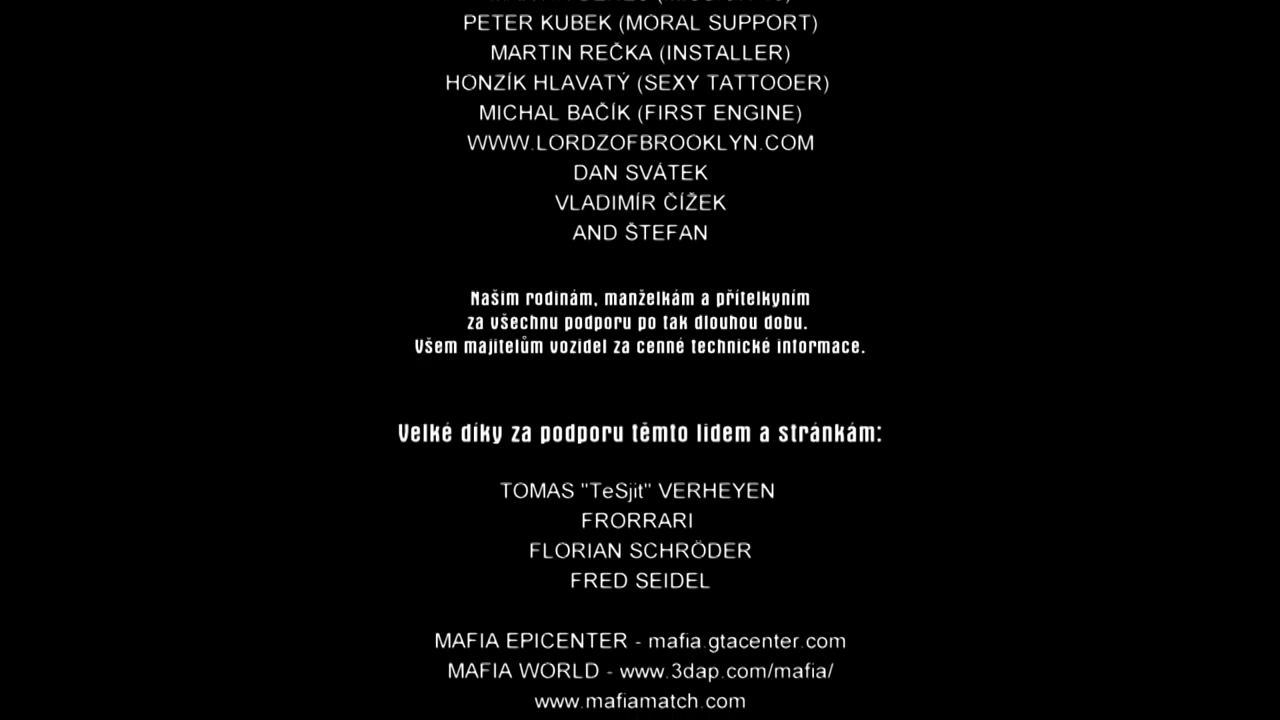 PETER KUBEK (MORAL SUPPORT)
MARTIN REČKA (INSTALLER)
HONZÍK HLAVATÝ (SEXY TATTOOER)
MICHAL BAČÍK (FIRST ENGINE)
WWW.LORDZOFBROOKLYN.COM
DAN SVÁTEK
VLADIMÍR ČÍŽEK
AND ŠTEFAN
Našim rodinám, manželkám a přítelkyním
za všechnu podporu po tak dlouhou dobu.
Všem majitelům vozidel za cenné technické informace.
Velké díky za podporu těmto lidem a stránkám:
TOMAS "TeSjit" VERHEYEN
FRORRARI
FLORIAN SCHRÖDER
FRED SEIDEL
MAFIA EPICENTER - mafia.gtacenter.com
MAFIA WORLD - www.3dap.com/mafia/
www.mafiamatch.com